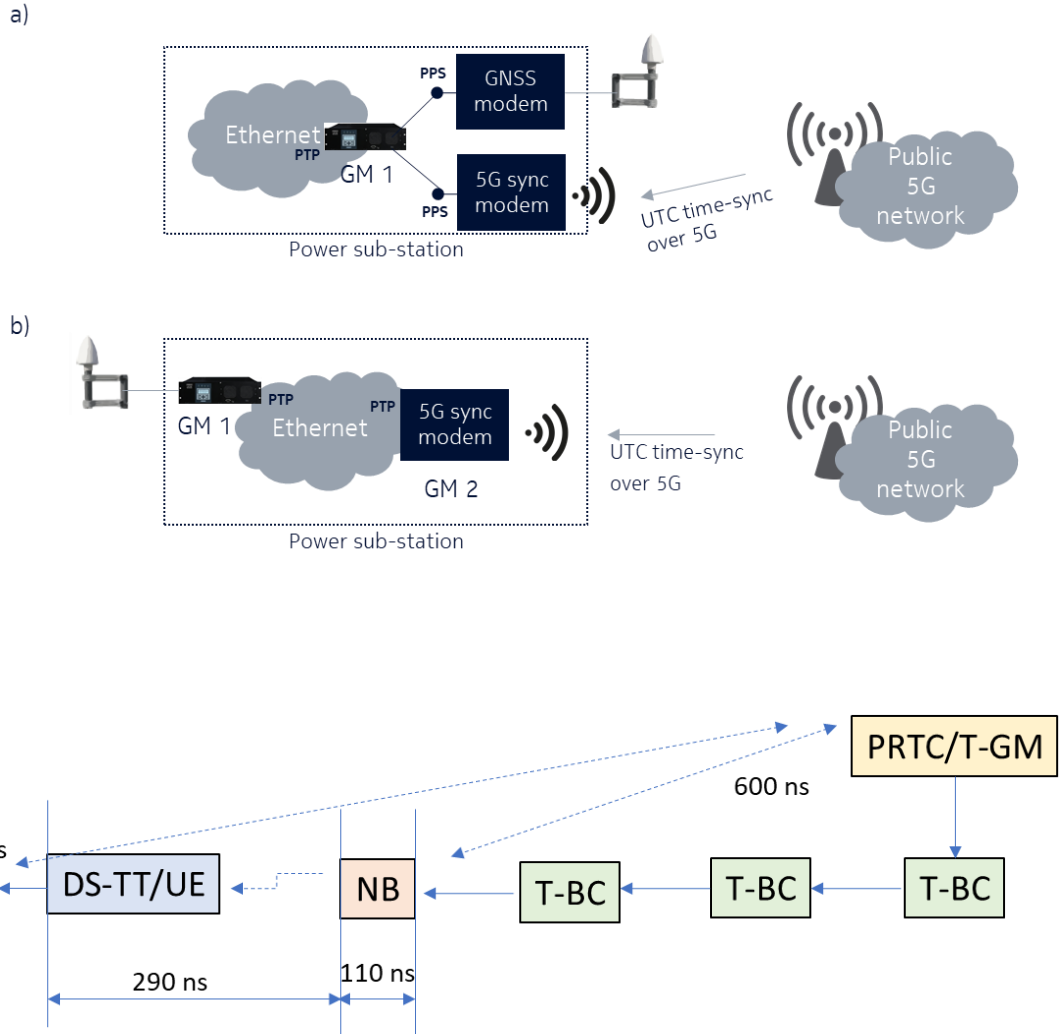 a)
PPS
GNSS
modem
Ethernet
PTP
GM 1
5G sync
modem
PPS
Public
5G
network
UTC time-sync
over 5G
Power sub-station
b)
GM 1
PTP
Ethernet
PTP
5G sync
modem
GM 2
UTC time-sync
over 5G
Public
5G
network
Power sub-station
PRTC/T-GM
600 ns
s
DS-TT/UE
NB
T-BC
T-BC
T-BC
290 ns
110 ns